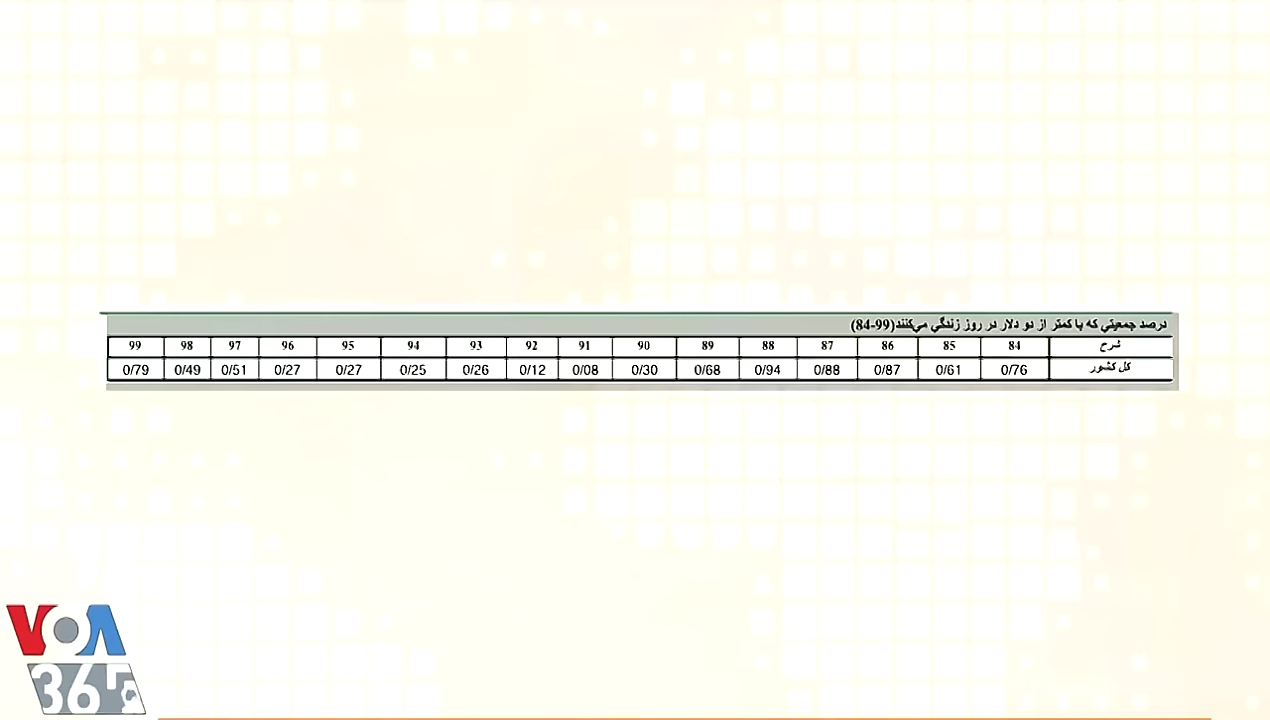 درصد جمعيتي که با کمتر از دو دلار در روز زندگي مي‌کنند(99-84)
شرح 84 85 86 87 88 89 90 91 92 93 94 95 96 97 98 99
کل کشور 0/76 0/61 0/87 0/88 0/94 0/68 0/30 0/08 0/12 0/26 0/25 0/27 0/27 0/51 0/49 0/79
VOA
365